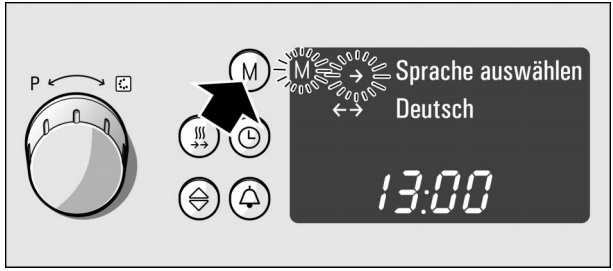 P
M
M → Sprache auswählen
←→ Deutsch
13:00